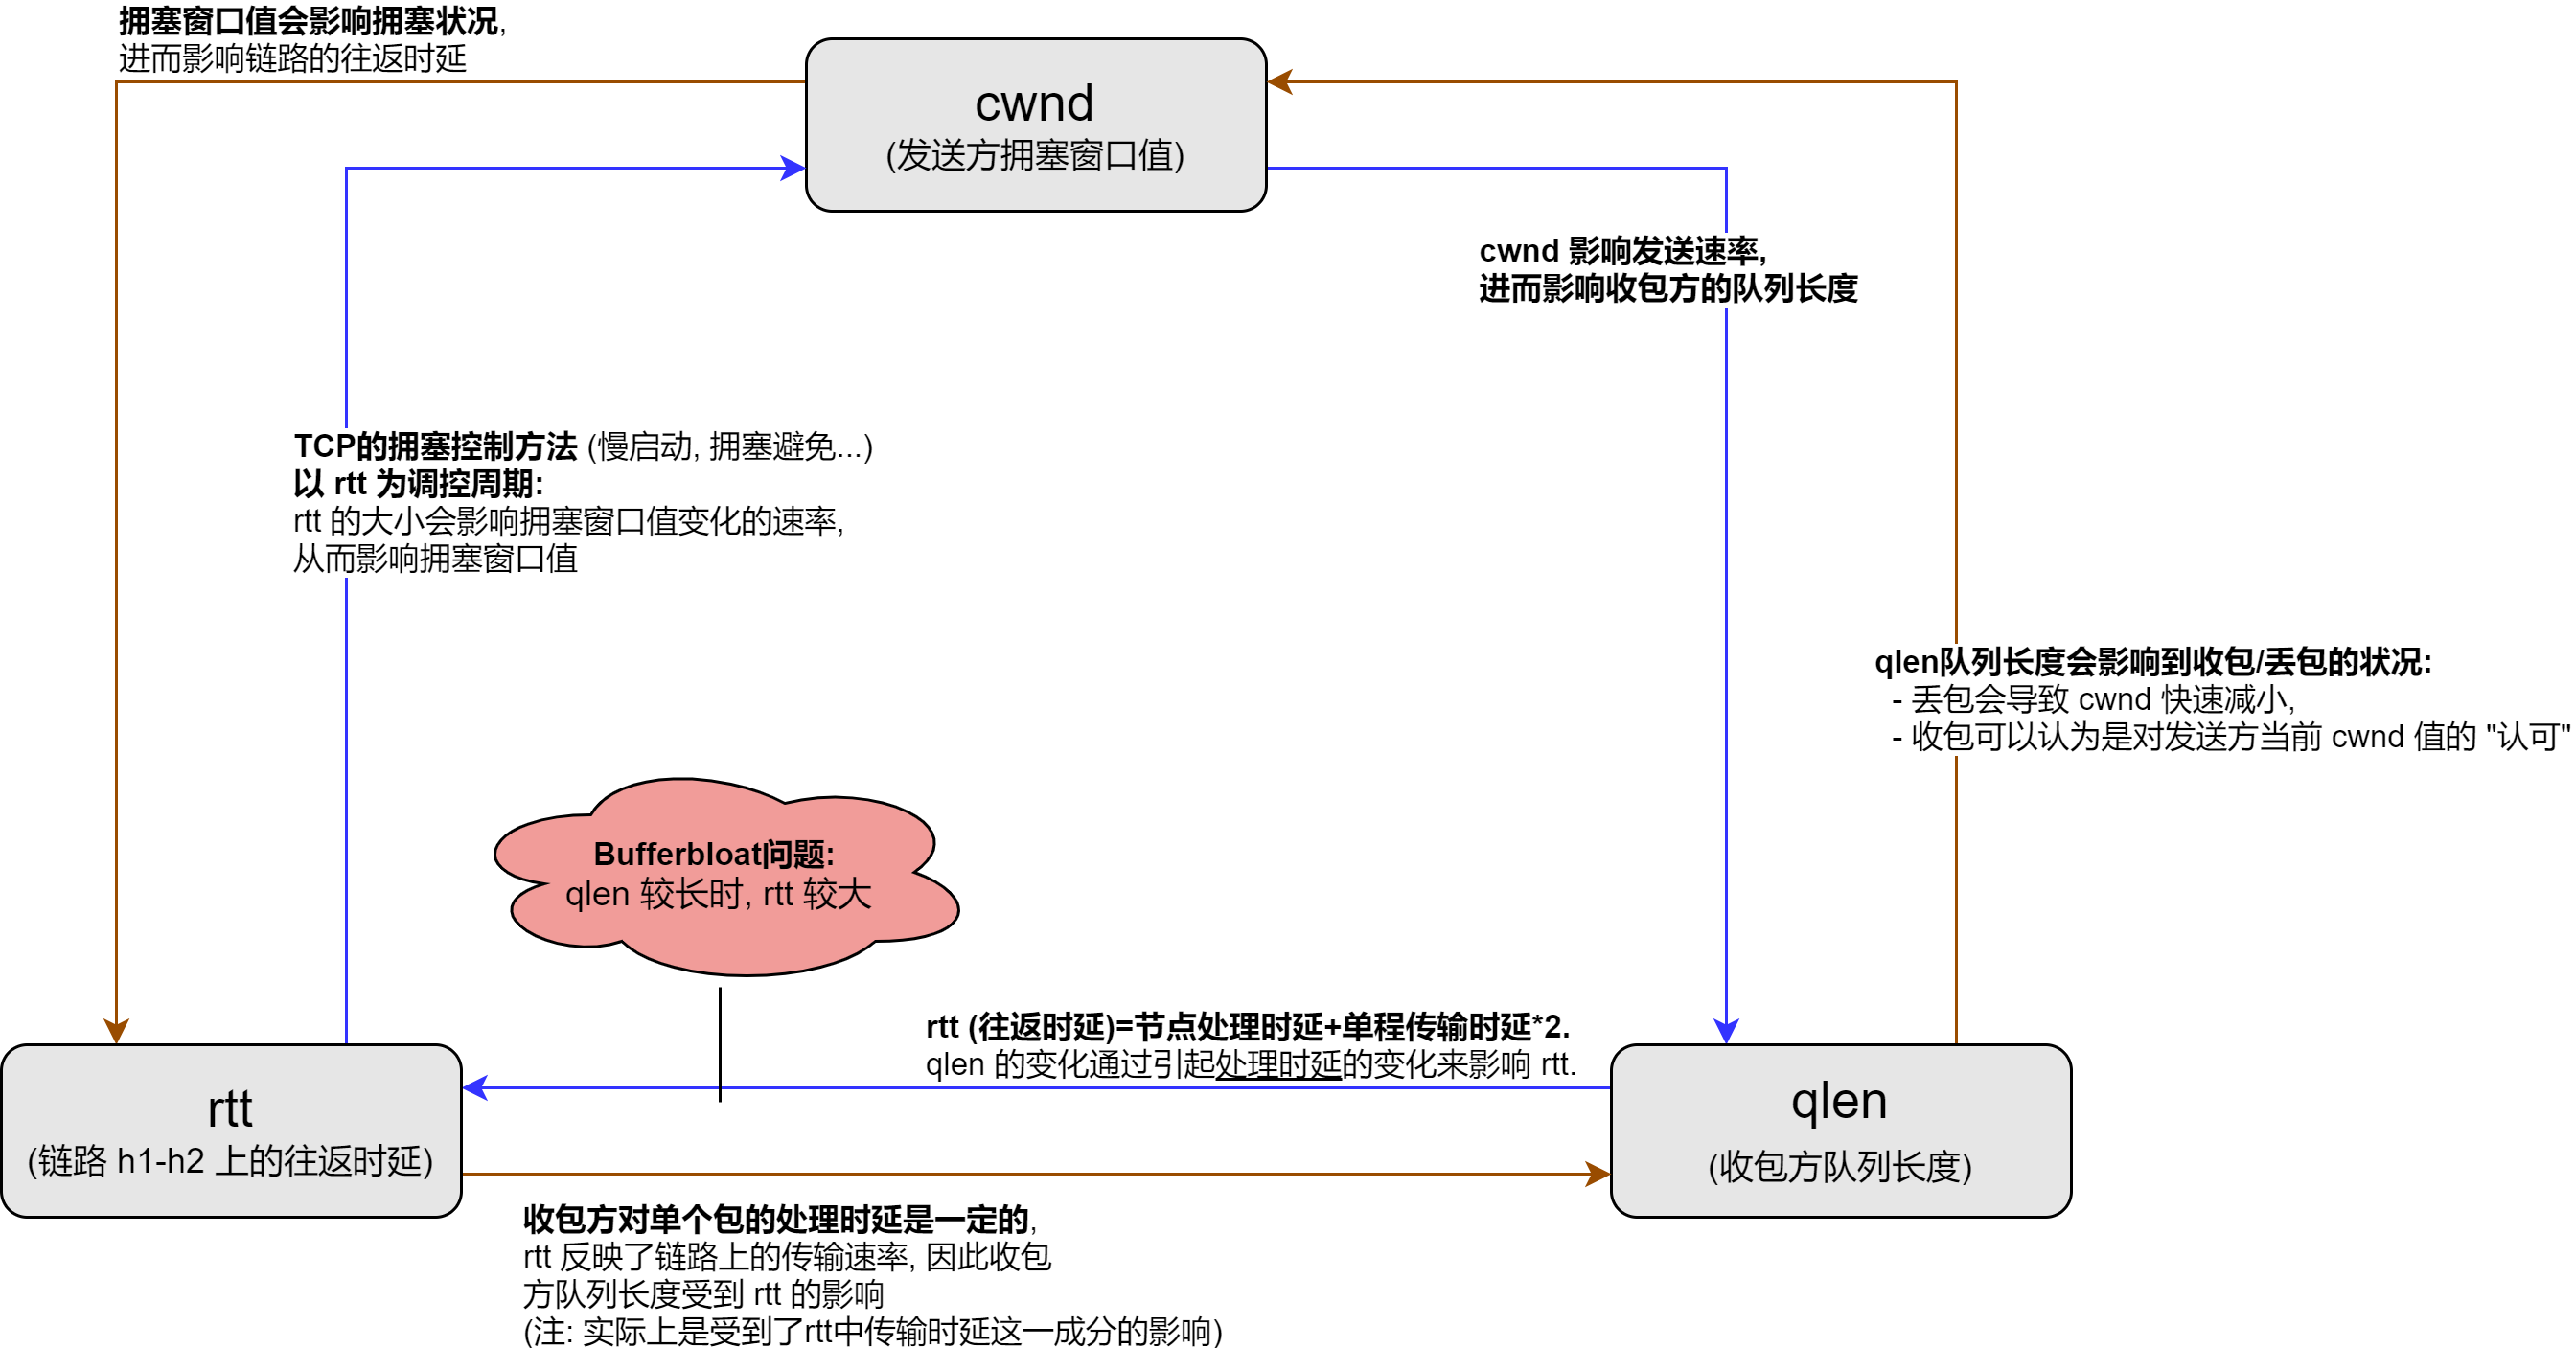 拥塞窗口值会影响拥塞状况,
进而影响链路的往返时延
cwnd
(发送方拥塞窗口值)
cwnd 影响发送速率,
进而影响收包方的队列长度
TCP的拥塞控制方法 (慢启动, 拥塞避免...)
以 rtt 为调控周期:
rtt 的大小会影响拥塞窗口值变化的速率,
从而影响拥塞窗口值
qlen队列长度会影响到收包/丢包的状况:
- 丢包会导致 cwnd 快速减小,
- 收包可以认为是对发送方当前 cwnd 值的 "认可"
Bufferbloat问题:
qlen 较长时, rtt 较大
rtt (往返时延)=节点处理时延+单程传输时延*2.
qlen 的变化通过引起处理时延的变化来影响 rtt.
rtt
(链路 h1-h2 上的往返时延)
qlen
(收包方队列长度)
收包方对单个包的处理时延是一定的,
rtt 反映了链路上的传输速率, 因此收包
方队列长度受到 rtt 的影响
(注: 实际上是受到了rtt中传输时延这一成分的影响)